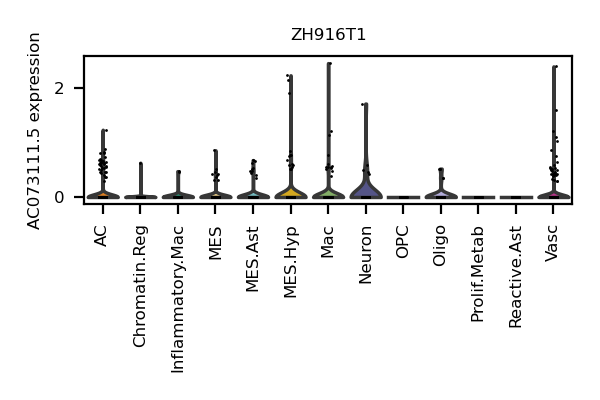 ZH916T1
AC073111.5 expression
2
0
AC
Chromatin.Reg
Inflammatory.Mac
MES
MES.Ast
MES.Hyp
Mac
Neuron
OPC
Oligo
Prolif.Metab
Reactive.Ast
Vasc